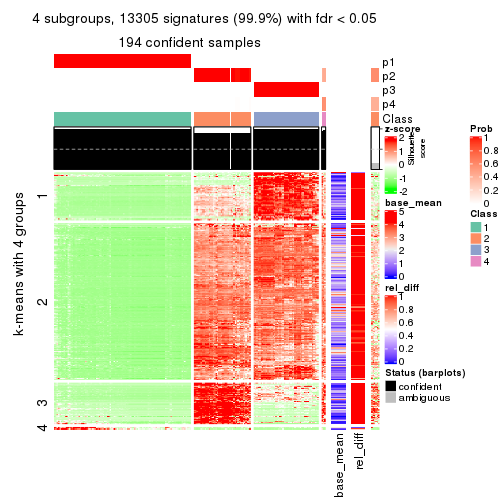 4 subgroups, 13305 signatures (99.9%) with fdr < 0.05
194 confident samples
p1
p2
p3
p4
Class
z-score
2
1
0
-1
-2
Silhouette
score
Prob
1
0.8
0.6
0.4
0.2
0
base_mean
5
4
3
2
1
0
Class
1
2
3
4
rel_diff
1
0.8
0.6
0.4
0.2
0
Status (barplots)
confident
ambiguous
k-means with 4 groups
1
2
3
4
base_mean
rel_diff